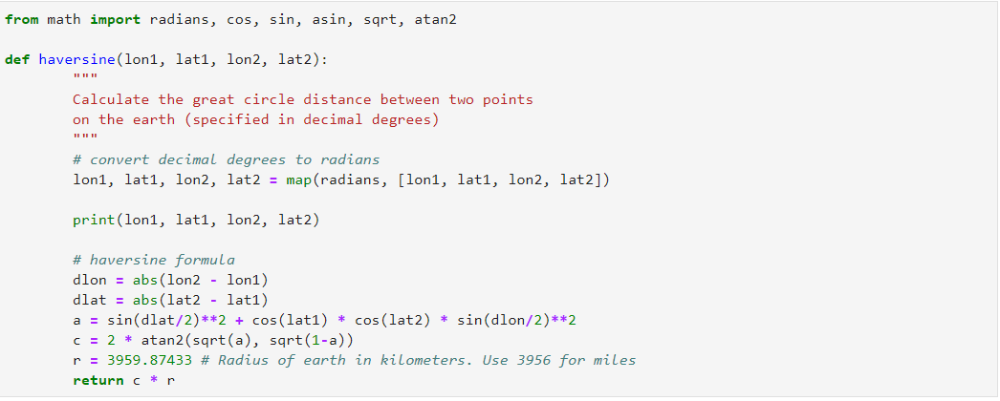 from math import radians, cos, sin, asin, sqrt, atan2
def haversine(lon1, lat1, lon2, lat2):
"""
Calculate the great circle distance between two points
on the earth (specified in decimal degrees)
"""
# convert decimal degrees to radians
lon1, lat1, lon2, lat2 = map(radians, [lon1, lat1, lon2, lat2])
print(lon1, lat1, lon2, lat2)
# haversine formula
dlon = abs(lon2 - lon1)
dlat = abs(lat2 - lat1)
a = sin(dlat/2)**2 + cos(lat1) * cos(lat2) * sin(dlon/2)**2
c = 2 * atan2(sqrt(a), sqrt(1-a))
r = 3959.87433 # Radius of earth in kilometers. Use 3956 for miles
return c * r